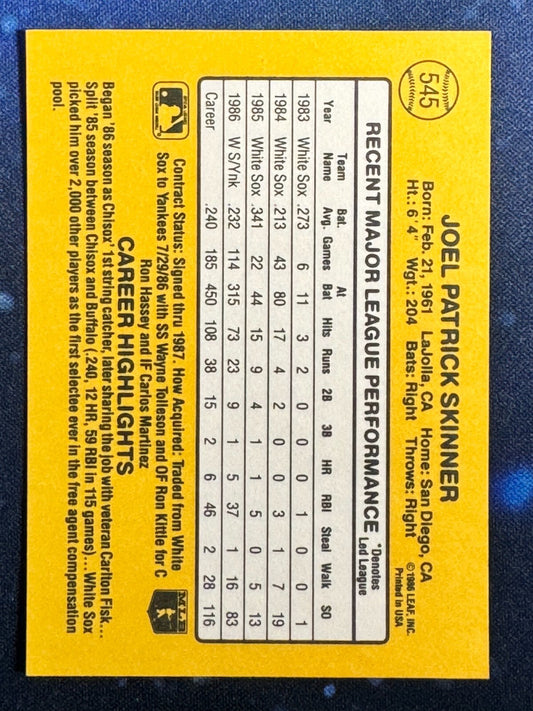 545
JOEL PATRICK SKINNER
Born: Feb. 21, 1961 LaJolla, CA Home: San Diego, CA
Ht.: 6'4" Wgt.: 204 Bats: Right Throws: Right
© 1986 LEAF, INC.
Printed in USA
RECENT MAJOR LEAGUE PERFORMANCE
*Denotes
Led League
Year Team Name Bat. Avg. Games At Bat Hits Runs 2B 3B HR RBI Steal Walk SO
1983 White Sox .273 6 11 3 2 0 0 0 1 0 0 1
1984 White Sox .213 43 80 17 4 2 0 0 3 1 7 19
1985 White Sox .341 22 44 15 9 4 1 1 5 0 5 13
1986 W S/Ynk .232 114 315 73 23 9 1 5 37 1 16 83
Career .240 185 450 108 38 15 2 6 46 2 28 116
Contract Status: Signed thru 1987. How Acquired: Traded from White
Sox to Yankees 7/29/86 with SS Wayne Tolleson and OF Ron Kittle for C
Ron Hassey and IF Carlos Martinez
MLB
CAREER HIGHLIGHTS
Began '86 season as Chisox' 1st string catcher, later sharing the job with veteran Carlton Fisk...
Split '85 season between Chisox and Buffalo (.240, 12 HR, 59 RBI in 115 games)... White Sox
picked him over 2,000 other players as the first selectee ever in the free agent compensation
pool.